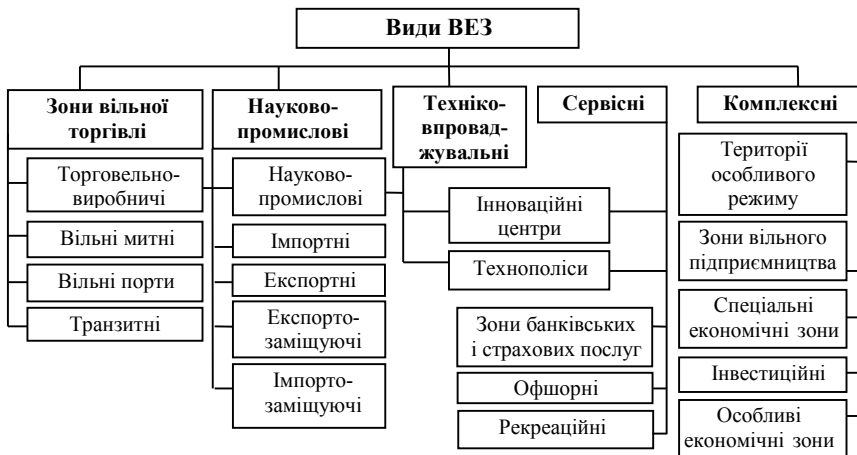 Види ВЕЗ
Зони вільної
торгівлі
Науково-
промислові
Техніко-
впровад-
жувальні
Сервісні
Комплексні
Торговельно-
виробничі
Вільні митні
Вільні порти
Транзитні
Науково-
промислові
Імпортні
Експортні
Експорто-
заміщуючі
Імпорто-
заміщуючі
Інноваційні
центри
Технополіси
Зони банківських
і страхових послуг
Офшорні
Рекреаційні
Території
особливого
режиму
Зони вільного
підприємництва
Спеціальні
економічні зони
Інвестиційні
Особливі
економічні зони